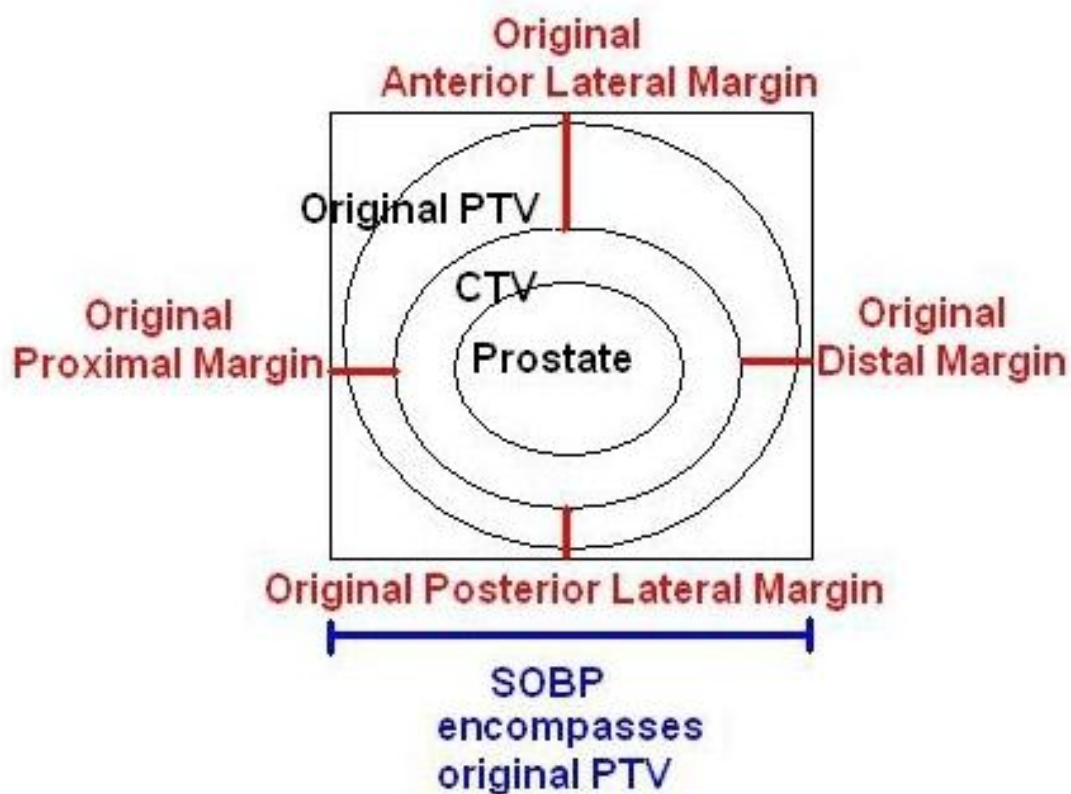 Original
Anterior Lateral Margin
Original PTV
CTV
Original
Proximal Margin
Prostate
Original
Distal Margin
Original Posterior Lateral Margin
SOBP
encompasses
original PTV